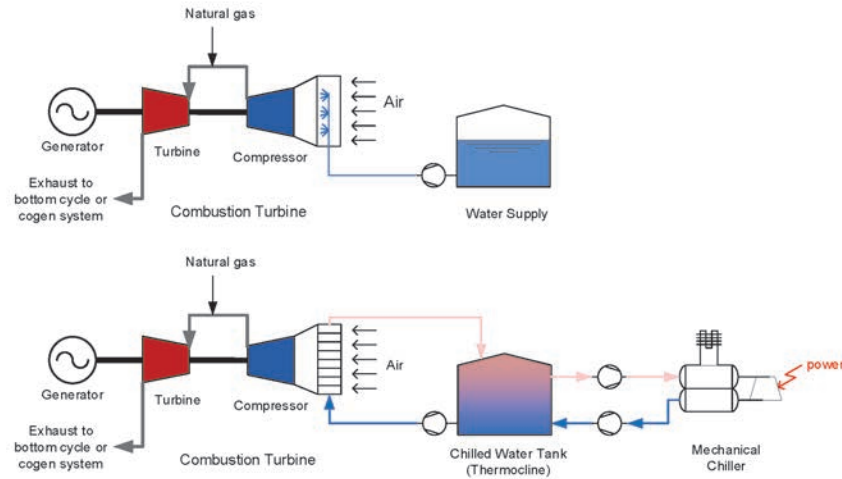 Natural gas
Air
Generator
Turbine
Compressor
Exhaust to
bottom cycle or
cogen system
Combustion Turbine
Water Supply
Natural gas
Air
power
Generator
Turbine
Compressor
Exhaust to
bottom cycle or
cogen system
Combustion Turbine
Chilled Water Tank
(Thermocline)
Mechanical
Chiller